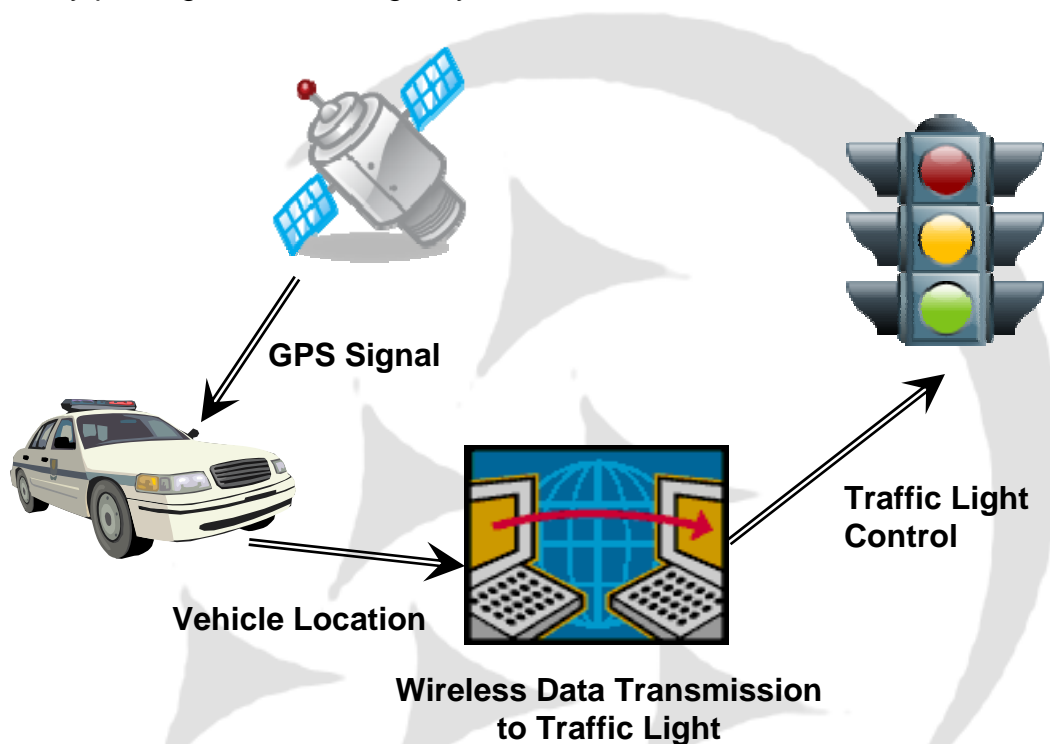 GPS Signal
Traffic Light
Control
Vehicle Location
Wireless Data Transmission
to Traffic Light